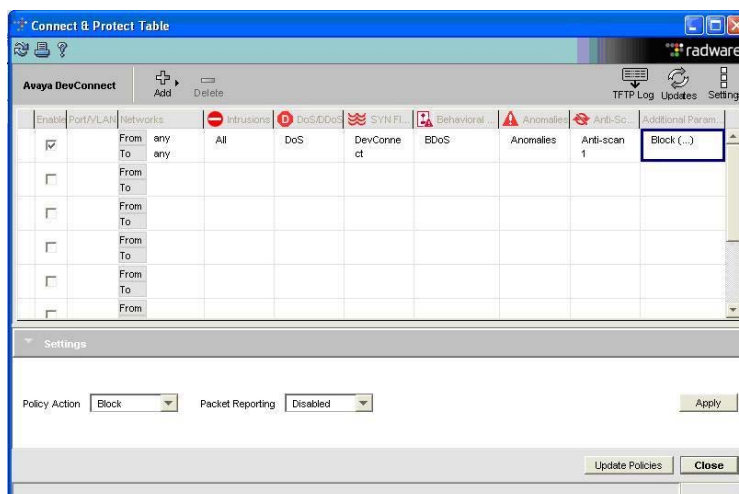 Connect & Protect Table
radware
Avaya DevConnect
Add
Delete
TFTP Log
Updates
Setting
Enable
Port/VLAN
Networks
Intrusions
DoS/DDoS
SYN Fl...
Behavioral ...
Anomalies
Anti-Sc...
Additional Param...
From any
To any
All
DoS
DevConne
ct
BDoS
Anomalies
Anti-scan
1
Block (...)
From
To
From
To
From
To
From
To
From
Settings
Policy Action
Block
Packet Reporting
Disabled
Apply
Update Policies
Close